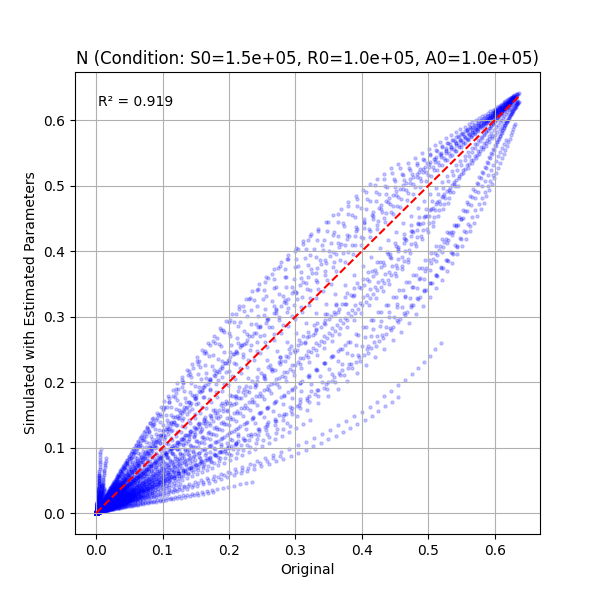 N (Condition: S0=1.5e+05, R0=1.0e+05, A0=1.0e+05)
R² = 0.919
Simulated with Estimated Parameters
0.6
0.5
0.4
0.3
0.2
0.1
0.0
0.0 0.1 0.2 0.3 0.4 0.5 0.6
Original